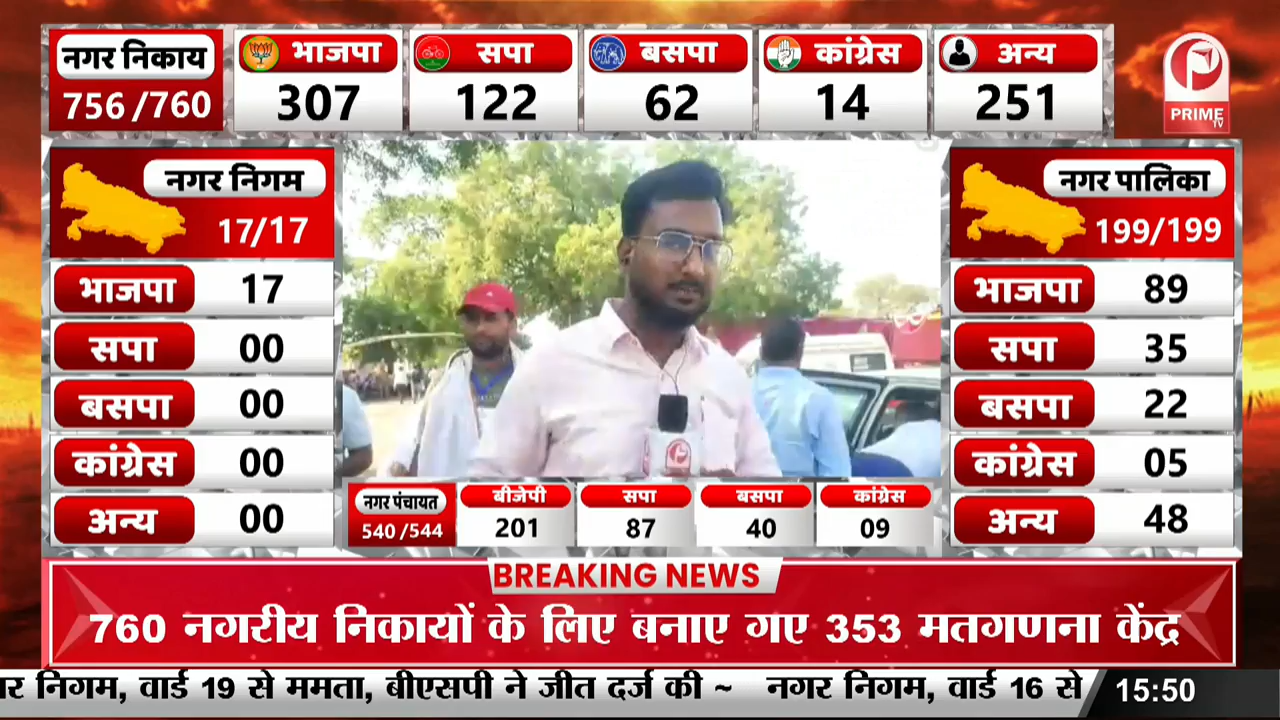 नगर निकाय
756/760
भाजपा
307
सपा
122
बसपा
62
कांग्रेस
14
अन्य
251
PRIME
TV
नगर निगम
17/17
भाजपा 17
सपा 00
बसपा 00
कांग्रेस 00
अन्य 00
नगर पालिका
199/199
भाजपा 89
सपा 35
बसपा 22
कांग्रेस 05
अन्य 48
नगर पंचायत
540/544
बीजेपी
201
सपा
87
बसपा
40
कांग्रेस
09
BREAKING NEWS
760 नगरीय निकायों के लिए बनाए गए 353 मतगणना केंद्र
र निगम, वार्ड 19 से ममता, बीएसपी ने जीत दर्ज की ~ नगर निगम, वार्ड 16 से
15:50